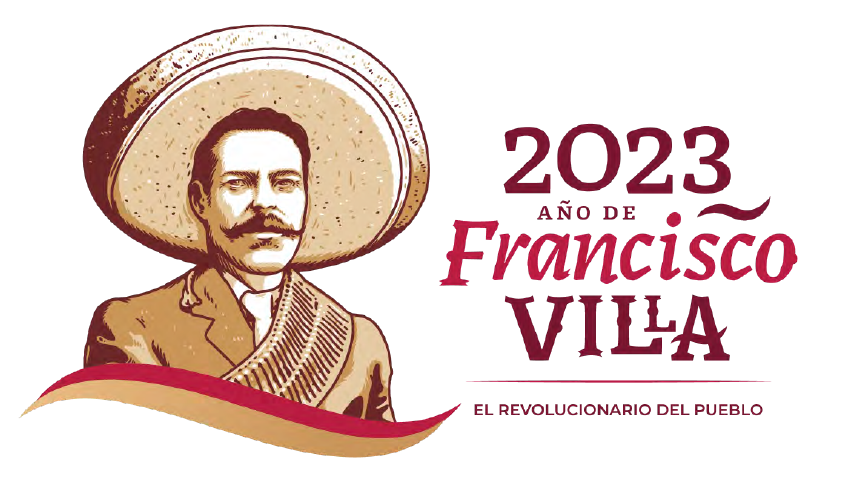 2023
AÑO DE
Francisco
VILLA
EL REVOLUCIONARIO DEL PUEBLO